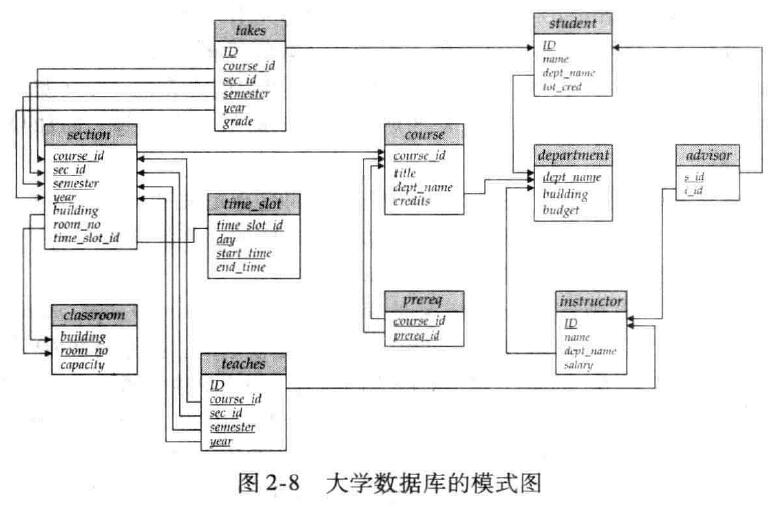 takes
ID
course_id
sec_id
semester
year
grade
student
ID
name
dept_name
tot_cred
section
course_id
sec_id
semester
year
building
room_no
time_slot_id
course
course_id
title
dept_name
credits
department
dept_name
building
budget
advisor
s_id
i_id
time_slot
time_slot_id
day
start_time
end_time
prereq
course_id
prereq_id
instructor
ID
name
dept_name
salary
classroom
building
room_no
capacity
teaches
ID
course_id
sec_id
semester
year
图 2-8 大学数据库的模式图